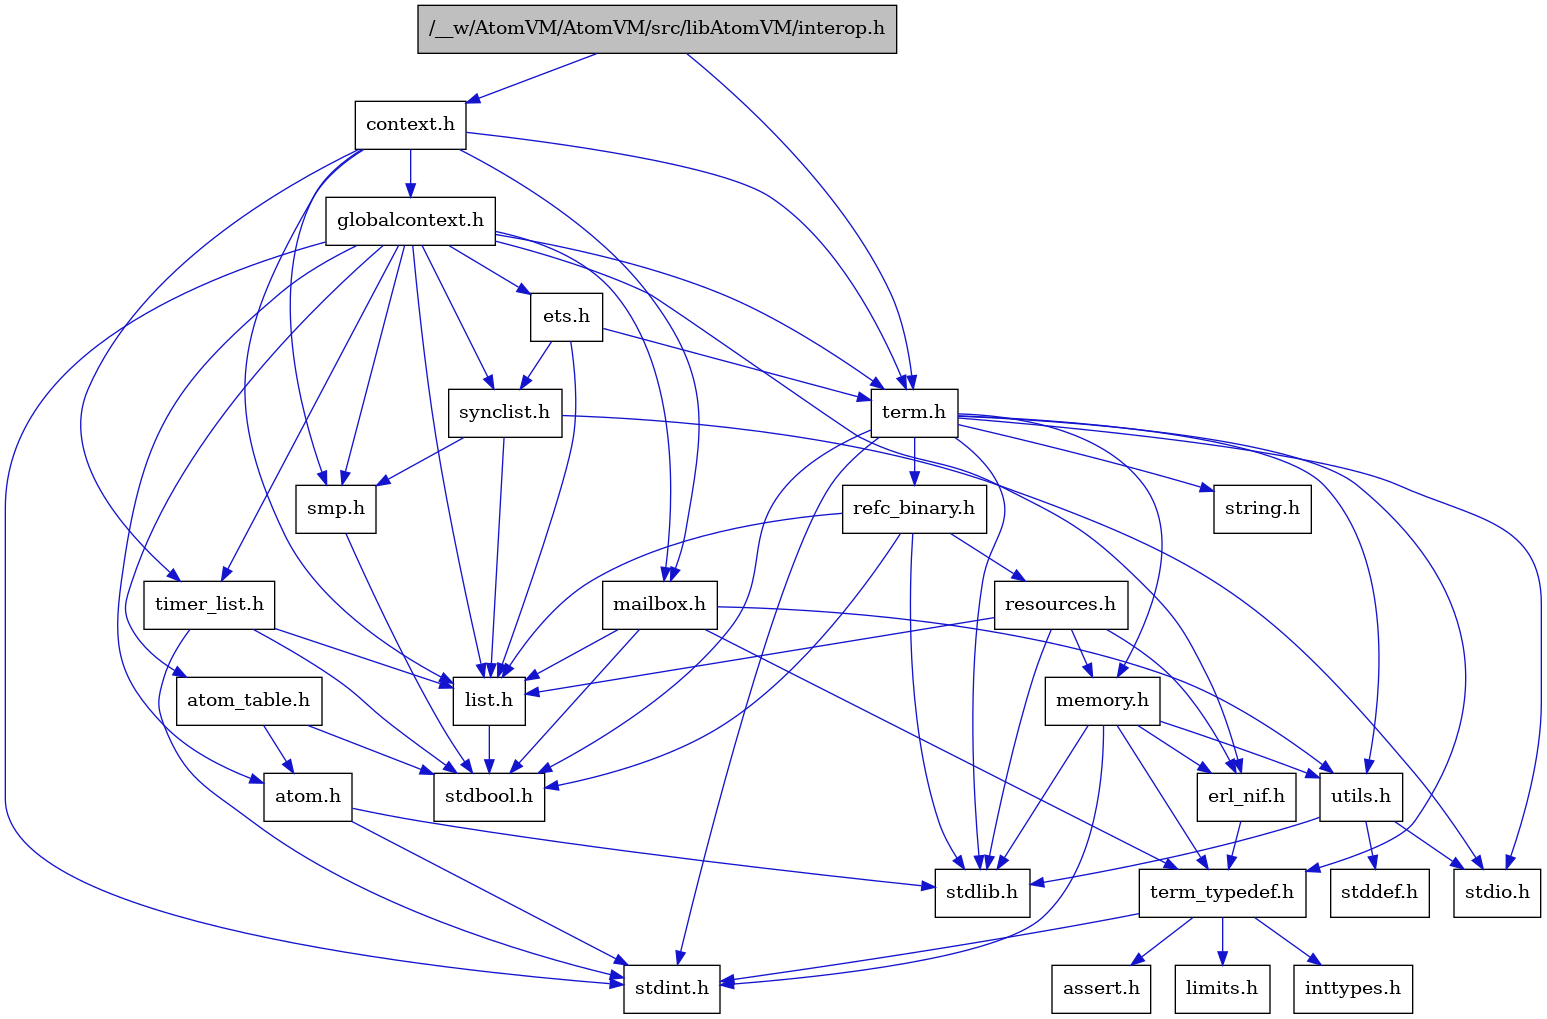 /__w/AtomVM/AtomVM/src/libAtomVM/interop.h
context.h
globalcontext.h
ets.h
synclist.h
term.h
smp.h
refc_binary.h
string.h
timer_list.h
mailbox.h
resources.h
atom_table.h
list.h
memory.h
atom.h
stdbool.h
erl_nif.h
utils.h
stdlib.h
term_typedef.h
stddef.h
stdio.h
stdint.h
assert.h
limits.h
inttypes.h